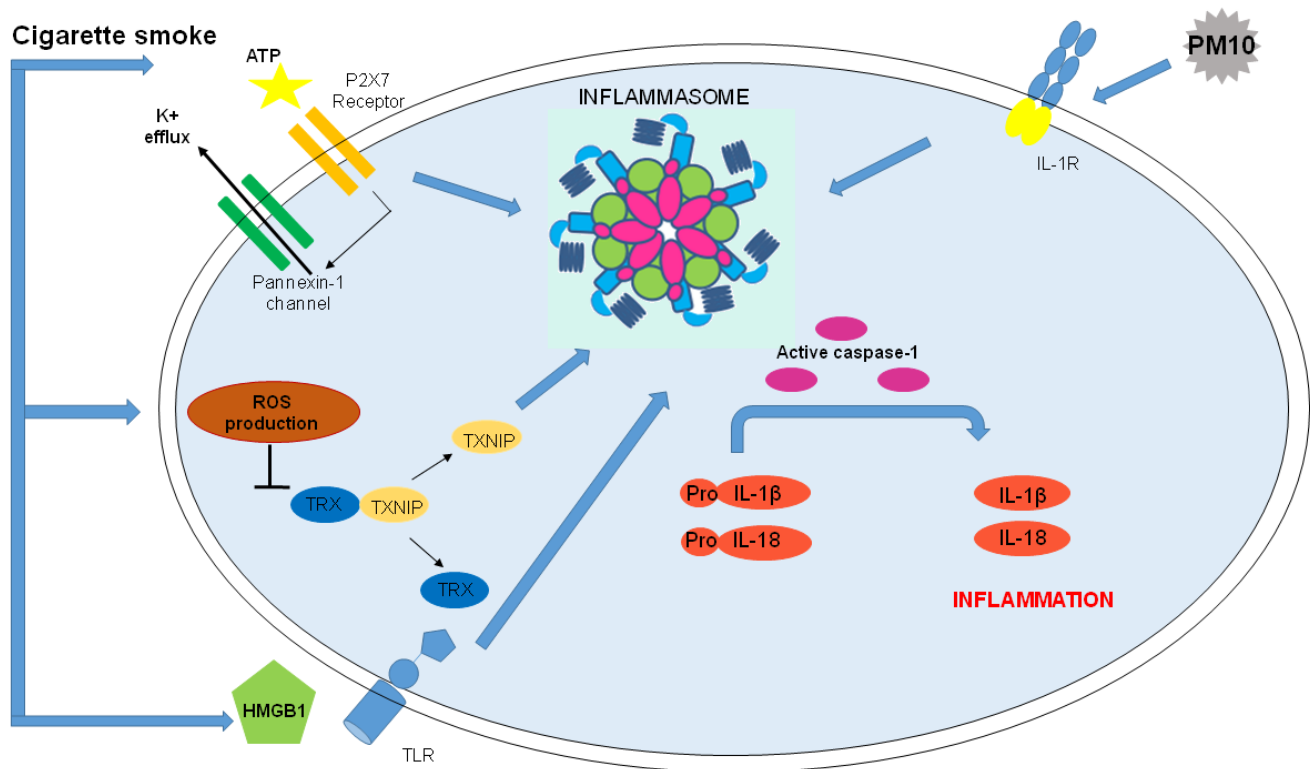 Cigarette smoke
ATP
P2X7
Receptor
K+
efflux
Pannexin-1
channel
INFLAMMASOME
PM10
IL-1R
Active caspase-1
ROS
production
TXNIP
TRX
TXNIP
TRX
Pro
IL-1β
Pro
IL-18
IL-1β
IL-18
INFLAMMATION
HMGB1
TLR